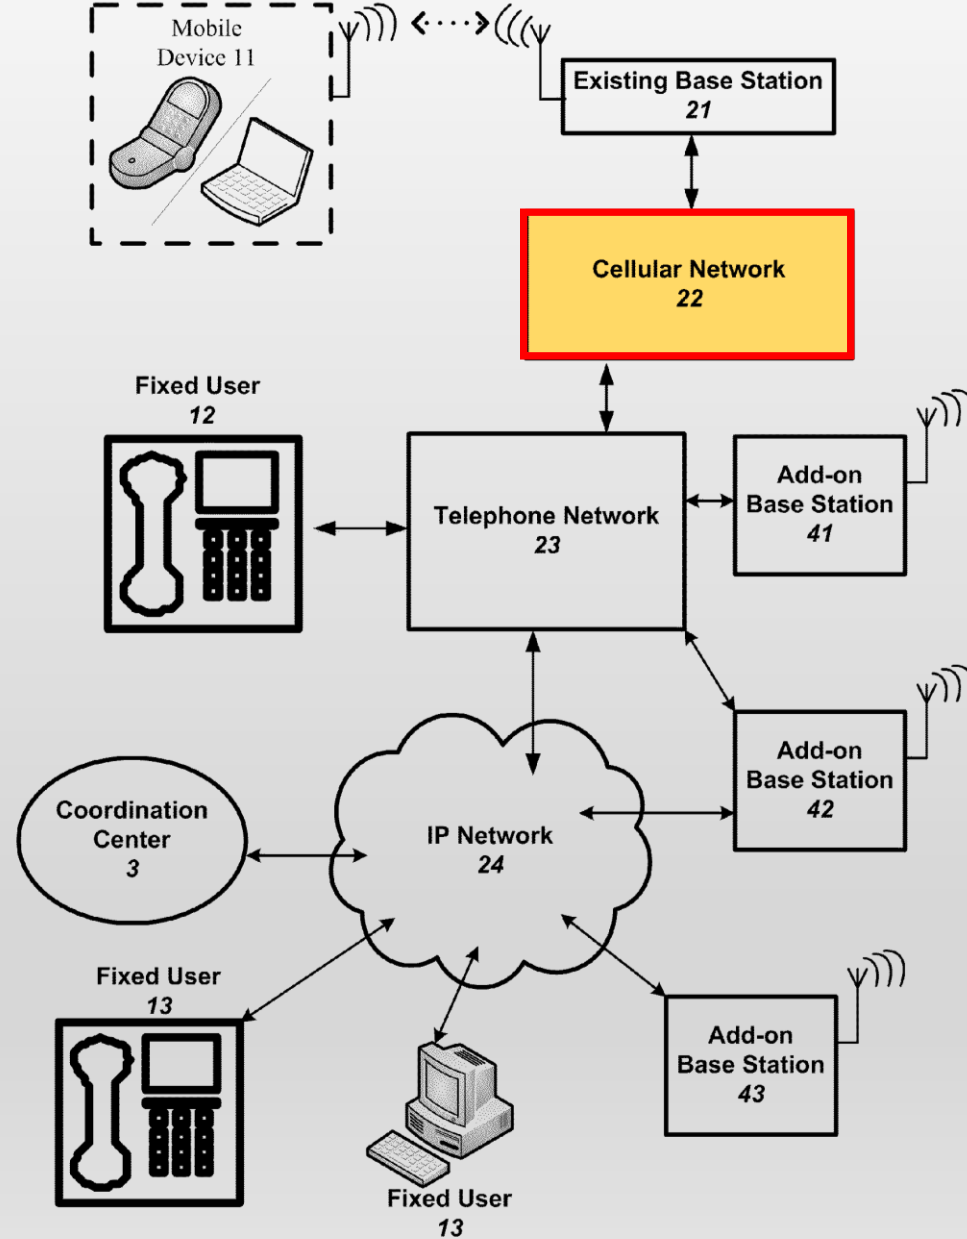 Mobile
Device 11
Existing Base Station
21
Cellular Network
22
Fixed User
12
Telephone Network
23
Add-on
Base Station
41
Add-on
Base Station
42
Coordination
Center
3
IP Network
24
Fixed User
13
Add-on
Base Station
43
Fixed User
13